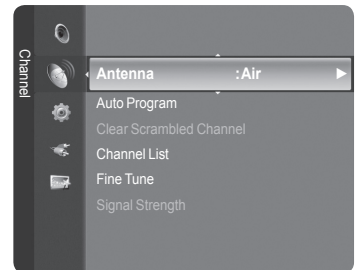 Channel
Antenna :Air
Auto Program
Clear Scrambled Channel
Channel List
Fine Tune
Signal Strength